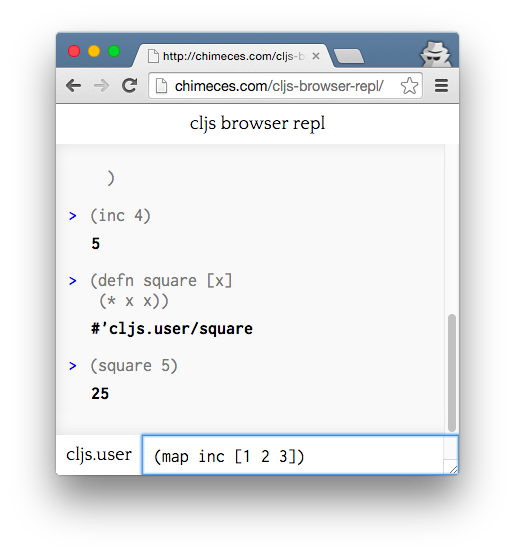 http://chimeces.com/cljs-b
chimeces.com/cljs-browser-repl/
cljs browser repl
)
> (inc 4)
5
> (defn square [x]
(* x x))
#'cljs.user/square
> (square 5)
25
cljs.user (map inc [1 2 3])